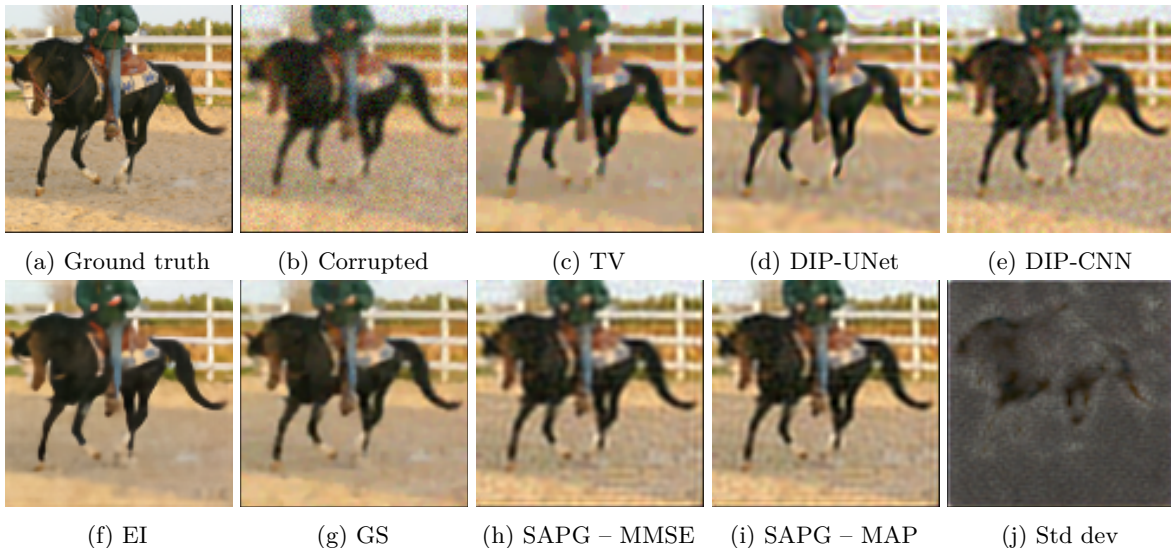 (a) Ground truth
(b) Corrupted
(c) TV
(d) DIP-UNet
(e) DIP-CNN
(f) EI
(g) GS
(h) SAPG – MMSE
(i) SAPG – MAP
(j) Std dev